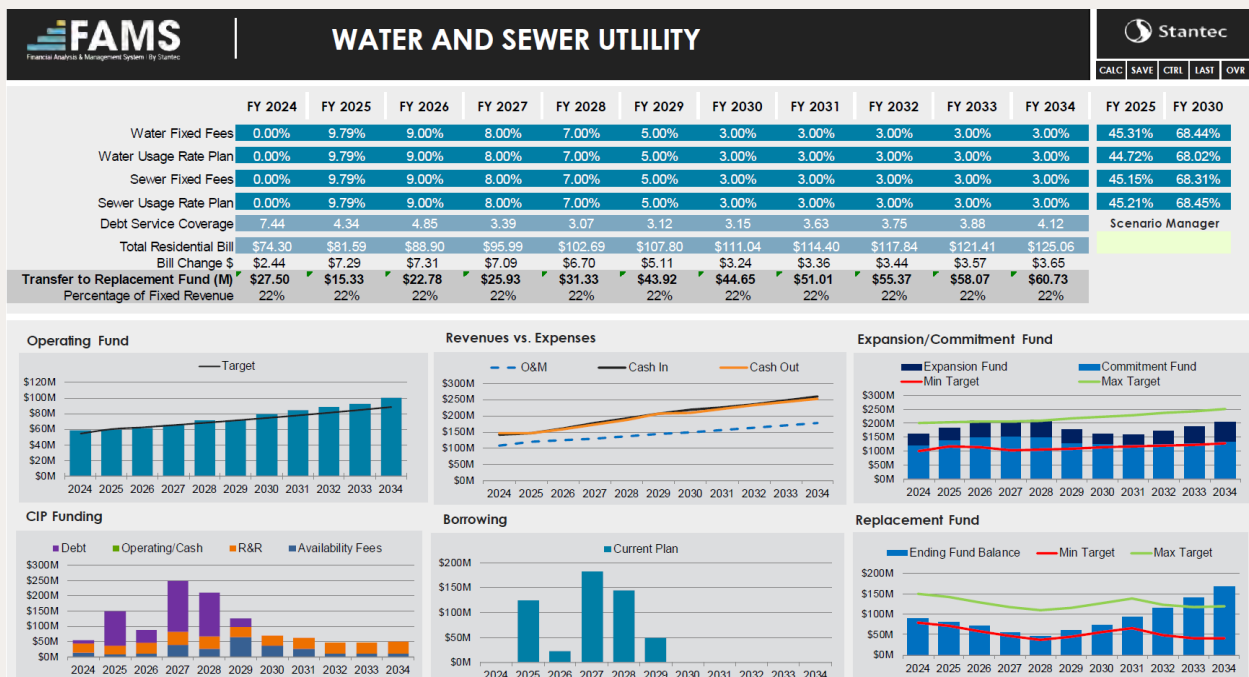 FAMS
Financial Analysis & Management System · By Stantec
WATER AND SEWER UTLILITY
Stantec
CALC SAVE CTRL LAST OVR
FY 2024 FY 2025 FY 2026 FY 2027 FY 2028 FY 2029 FY 2030 FY 2031 FY 2032 FY 2033 FY 2034 FY 2025 FY 2030
Water Fixed Fees 0.00% 9.79% 9.00% 8.00% 7.00% 5.00% 3.00% 3.00% 3.00% 3.00% 3.00% 45.31% 68.44%
Water Usage Rate Plan 0.00% 9.79% 9.00% 8.00% 7.00% 5.00% 3.00% 3.00% 3.00% 3.00% 3.00% 44.72% 68.02%
Sewer Fixed Fees 0.00% 9.79% 9.00% 8.00% 7.00% 5.00% 3.00% 3.00% 3.00% 3.00% 3.00% 45.15% 68.31%
Sewer Usage Rate Plan 0.00% 9.79% 9.00% 8.00% 7.00% 5.00% 3.00% 3.00% 3.00% 3.00% 3.00% 45.21% 68.45%
Debt Service Coverage 7.44 4.34 4.85 3.39 3.07 3.12 3.15 3.63 3.75 3.88 4.12 Scenario Manager
Total Residential Bill $74.30 $81.59 $88.90 $95.99 $102.69 $107.80 $111.04 $114.40 $117.84 $121.41 $125.06
Bill Change $ $2.44 $7.29 $7.31 $7.09 $6.70 $5.11 $3.24 $3.36 $3.44 $3.57 $3.65
Transfer to Replacement Fund (M) $27.50 $15.33 $22.78 $25.93 $31.33 $43.92 $44.65 $51.01 $55.37 $58.07 $60.73
Percentage of Fixed Revenue 22% 22% 22% 22% 22% 22% 22% 22% 22% 22% 22%
Operating Fund
Target
$120M
$100M
$80M
$60M
$40M
$20M
$0M
2024 2025 2026 2027 2028 2029 2030 2031 2032 2033 2034
Revenues vs. Expenses
O&M Cash In Cash Out
$300M
$250M
$200M
$150M
$100M
$50M
$0M
2024 2025 2026 2027 2028 2029 2030 2031 2032 2033 2034
Expansion/Commitment Fund
Expansion Fund Commitment Fund
Min Target Max Target
$300M
$250M
$200M
$150M
$100M
$50M
$0M
2024 2025 2026 2027 2028 2029 2030 2031 2032 2033 2034
CIP Funding
Debt Operating/Cash R&R Availability Fees
$300M
$250M
$200M
$150M
$100M
$50M
$0M
2024 2025 2026 2027 2028 2029 2030 2031 2032 2033 2034
Borrowing
Current Plan
$200M
$150M
$100M
$50M
$0M
2024 2025 2026 2027 2028 2029 2030 2031 2032 2033 2034
Replacement Fund
Ending Fund Balance Min Target Max Target
$200M
$150M
$100M
$50M
$0M
2024 2025 2026 2027 2028 2029 2030 2031 2032 2033 2034